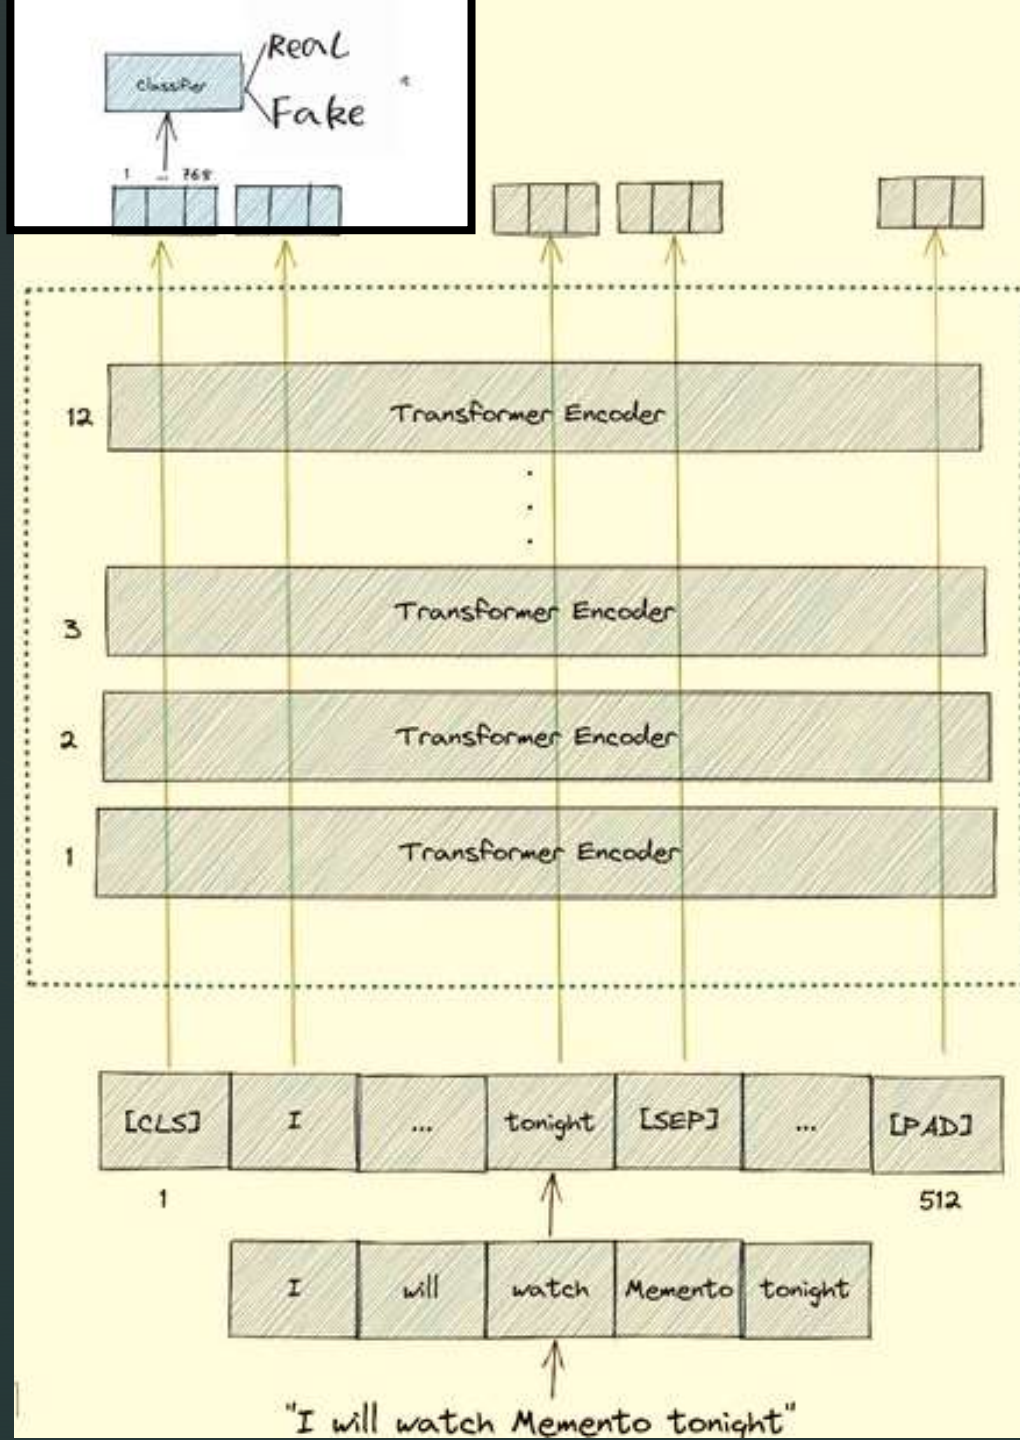 Real
Classifier
Fake
1 ... 768
12 Transformer Encoder
.
.
.
3 Transformer Encoder
2 Transformer Encoder
1 Transformer Encoder
[CLS] I ... tonight [SEP] ... [PAD]
1 512
I will watch Memento tonight
"I will watch Memento tonight"